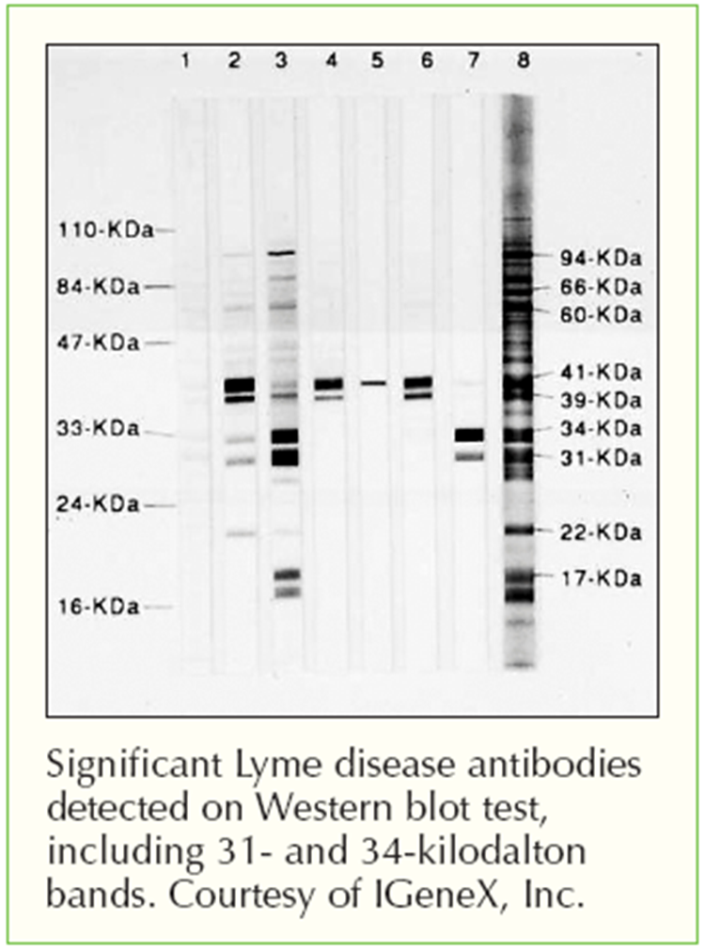 1 2 3 4 5 6 7 8
110-KDa
94-KDa
84-KDa
66-KDa
60-KDa
47-KDa
41-KDa
39-KDa
33-KDa
34-KDa
31-KDa
24-KDa
22-KDa
17-KDa
16-KDa
Significant Lyme disease antibodies
detected on Western blot test,
including 31- and 34-kilodalton
bands. Courtesy of IGeneX, Inc.